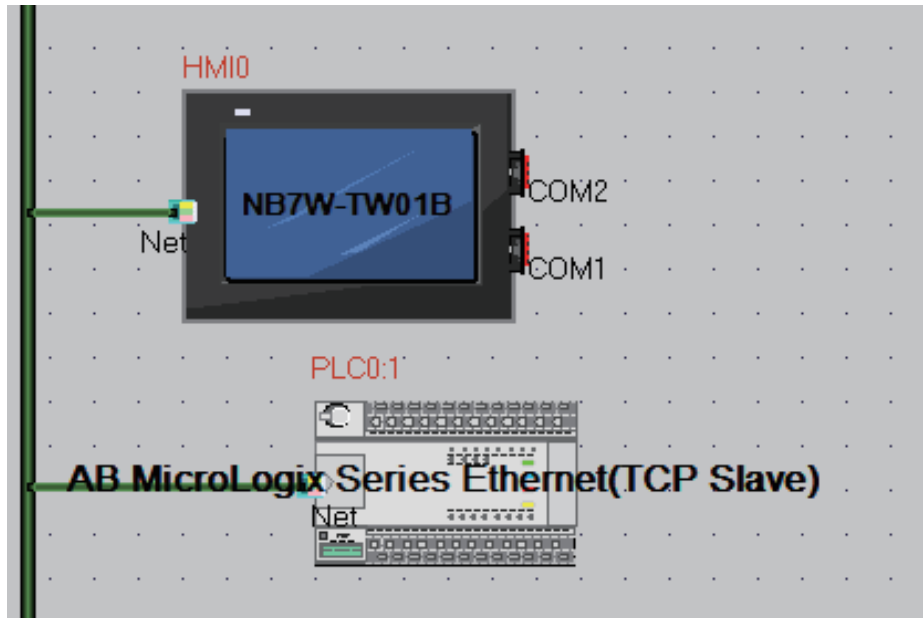 HMI0
NB7W-TW01B
COM2
Net
COM1
PLC0:1
AB MicroLogix Series Ethernet(TCP Slave)
Net